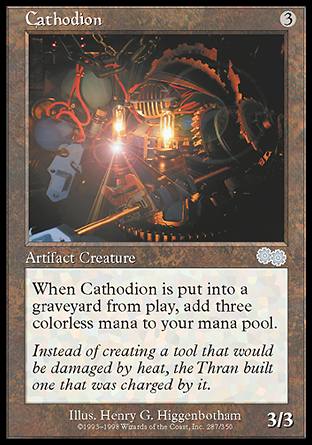 Cathodion 3
Artifact Creature
When Cathodion is put into a
graveyard from play, add three
colorless mana to your mana pool.
Instead of creating a tool that would
be damaged by heat, the Thran built
one that was charged by it.
3/3
Illus. Henry G. Higgenbotham
©1993–1998 Wizards of the Coast, Inc. 287/350